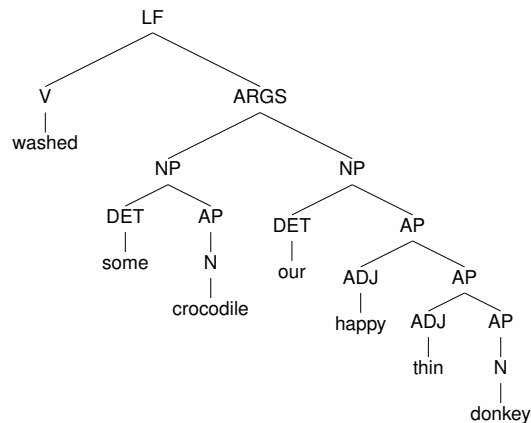 LF
V ARGS
washed
NP NP
DET AP DET AP
some N our ADJ AP
crocodile happy ADJ AP
thin N
donkey